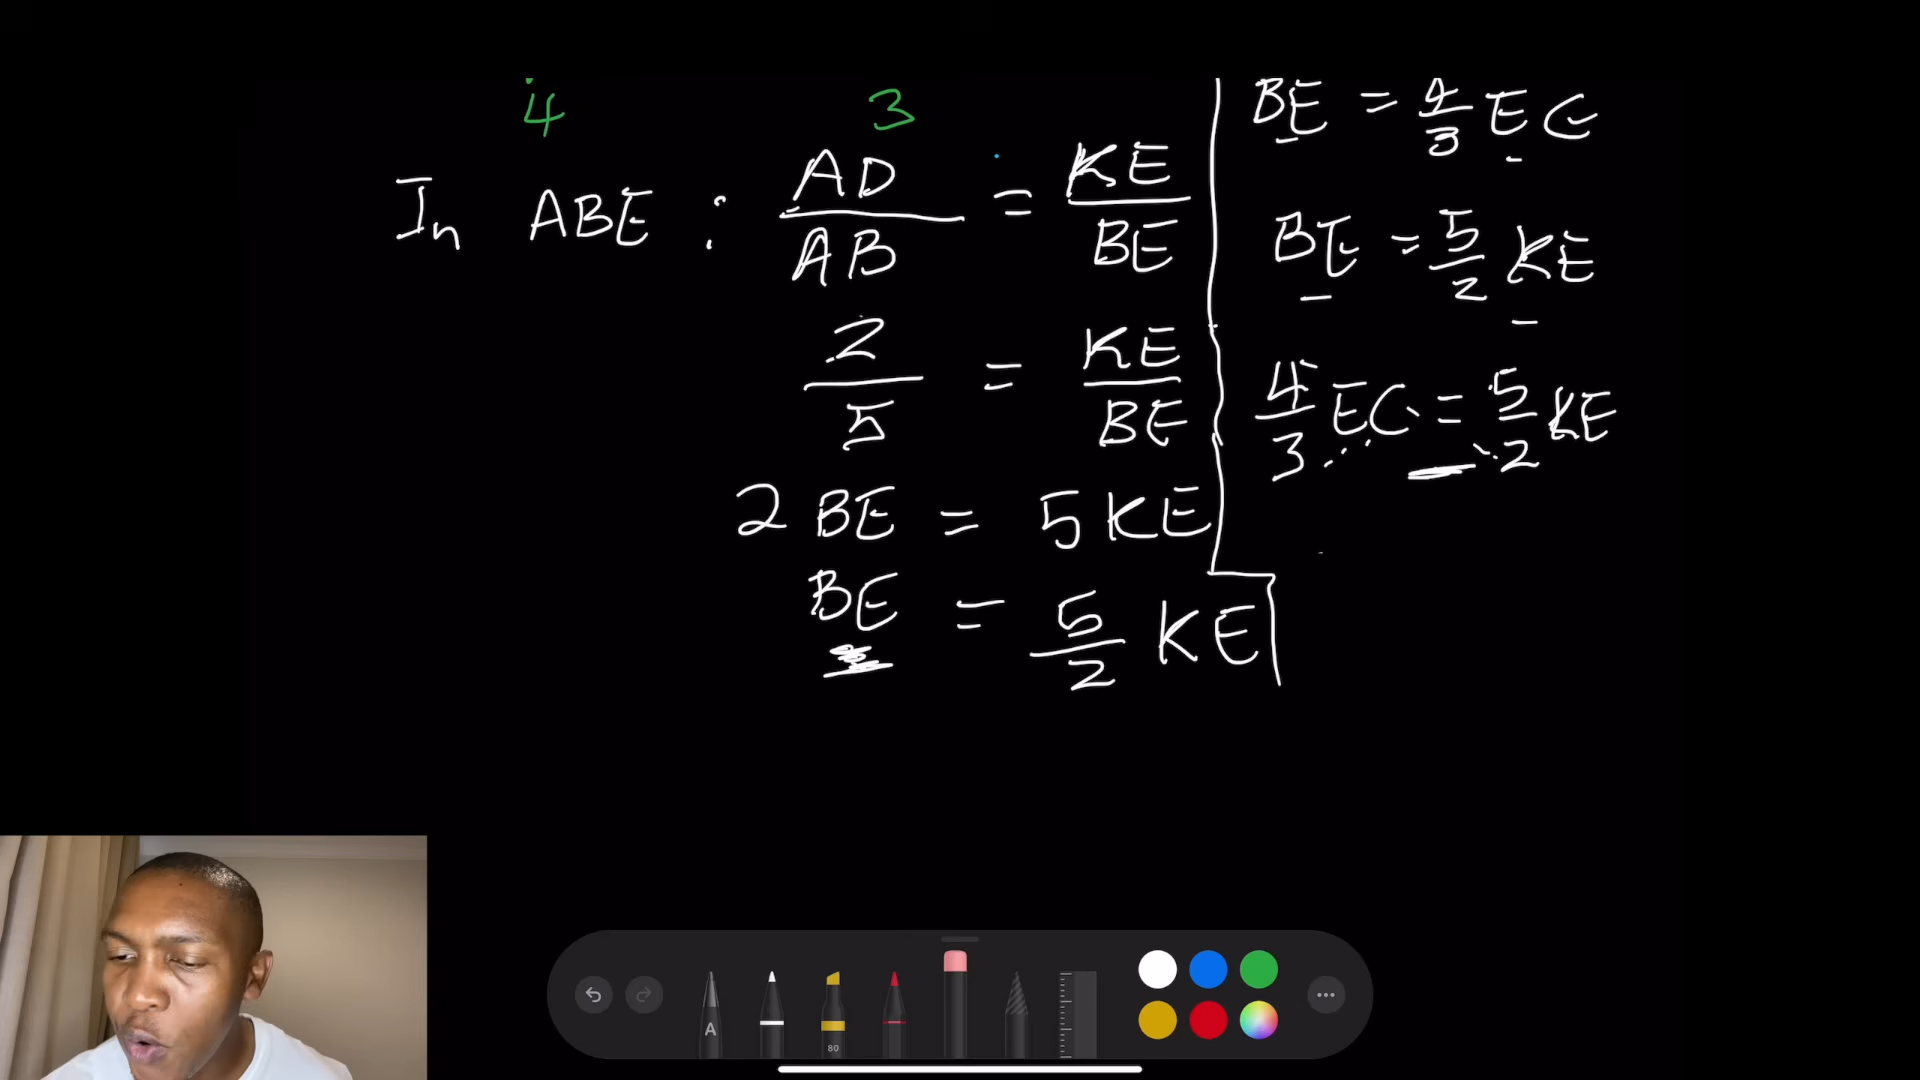 4 3
In ABE : AD/AB = KE/BE
2/5 = KE/BE
2 BE = 5 KE
BE = 5/2 KE
BE = 4/3 EC
BE = 5/2 KE
4/3 EC = 5/2 KE
A
80